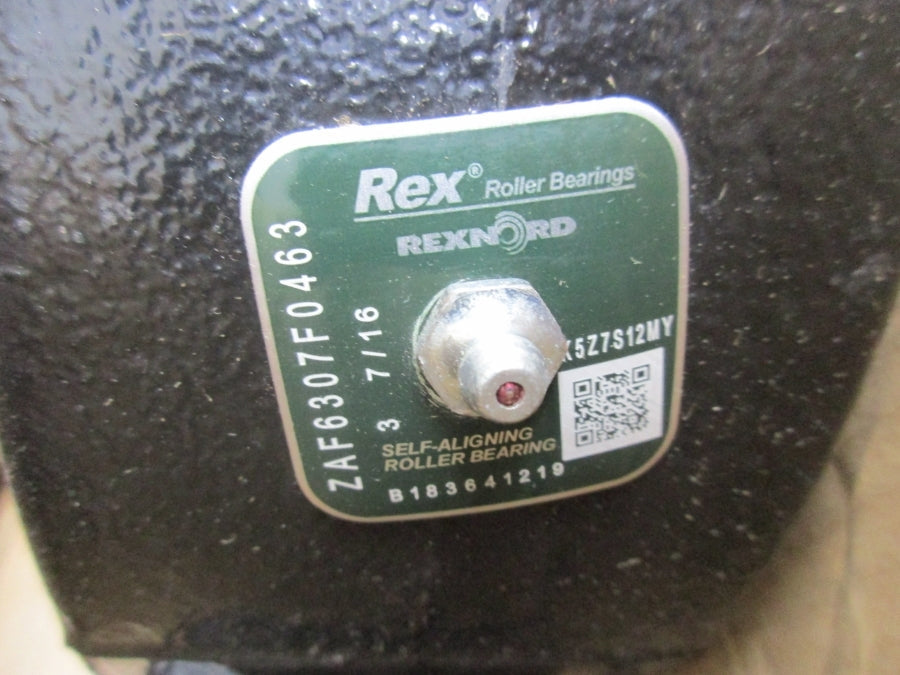 Rex® Roller Bearings
REXNORD
ZAF6307F0463
3 7/16
K5Z7S12MY
SELF-ALIGNING
ROLLER BEARING
B183641219